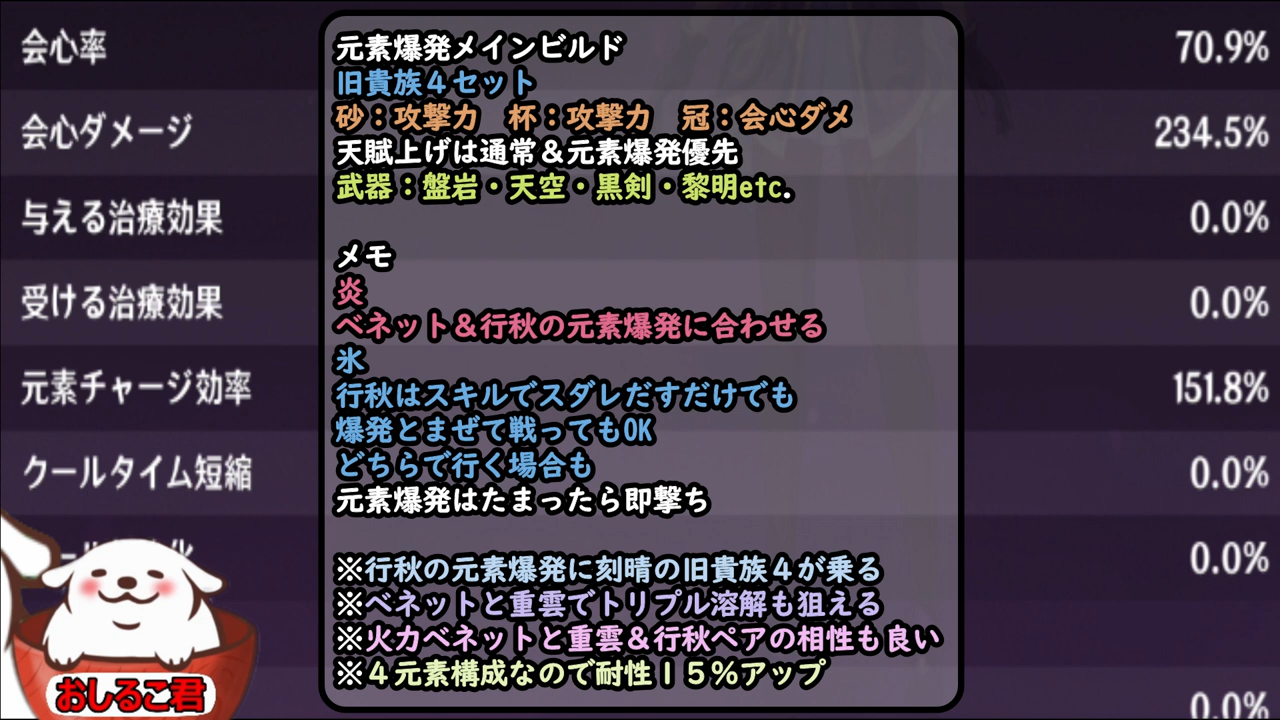 会心率 70.9%
会心ダメージ 234.5%
与える治療効果 0.0%
受ける治療効果 0.0%
元素チャージ効率 151.8%
クールタイム短縮 0.0%
0.0%
0.0%
元素爆発メインビルド
旧貴族４セット
砂：攻撃力　杯：攻撃力　冠：会心ダメ
天賦上げは通常＆元素爆発優先
武器：盤岩・天空・黒剣・黎明etc.
メモ
炎
ベネット＆行秋の元素爆発に合わせる
氷
行秋はスキルでスダレだすだけでも
爆発とまぜて戦ってもOK
どちらで行く場合も
元素爆発はたまったら即撃ち
※行秋の元素爆発に刻晴の旧貴族４が乗る
※ベネットと重雲でトリプル溶解も狙える
※火力ベネットと重雲＆行秋ペアの相性も良い
※４元素構成なので耐性１５％アップ
おしるこ君